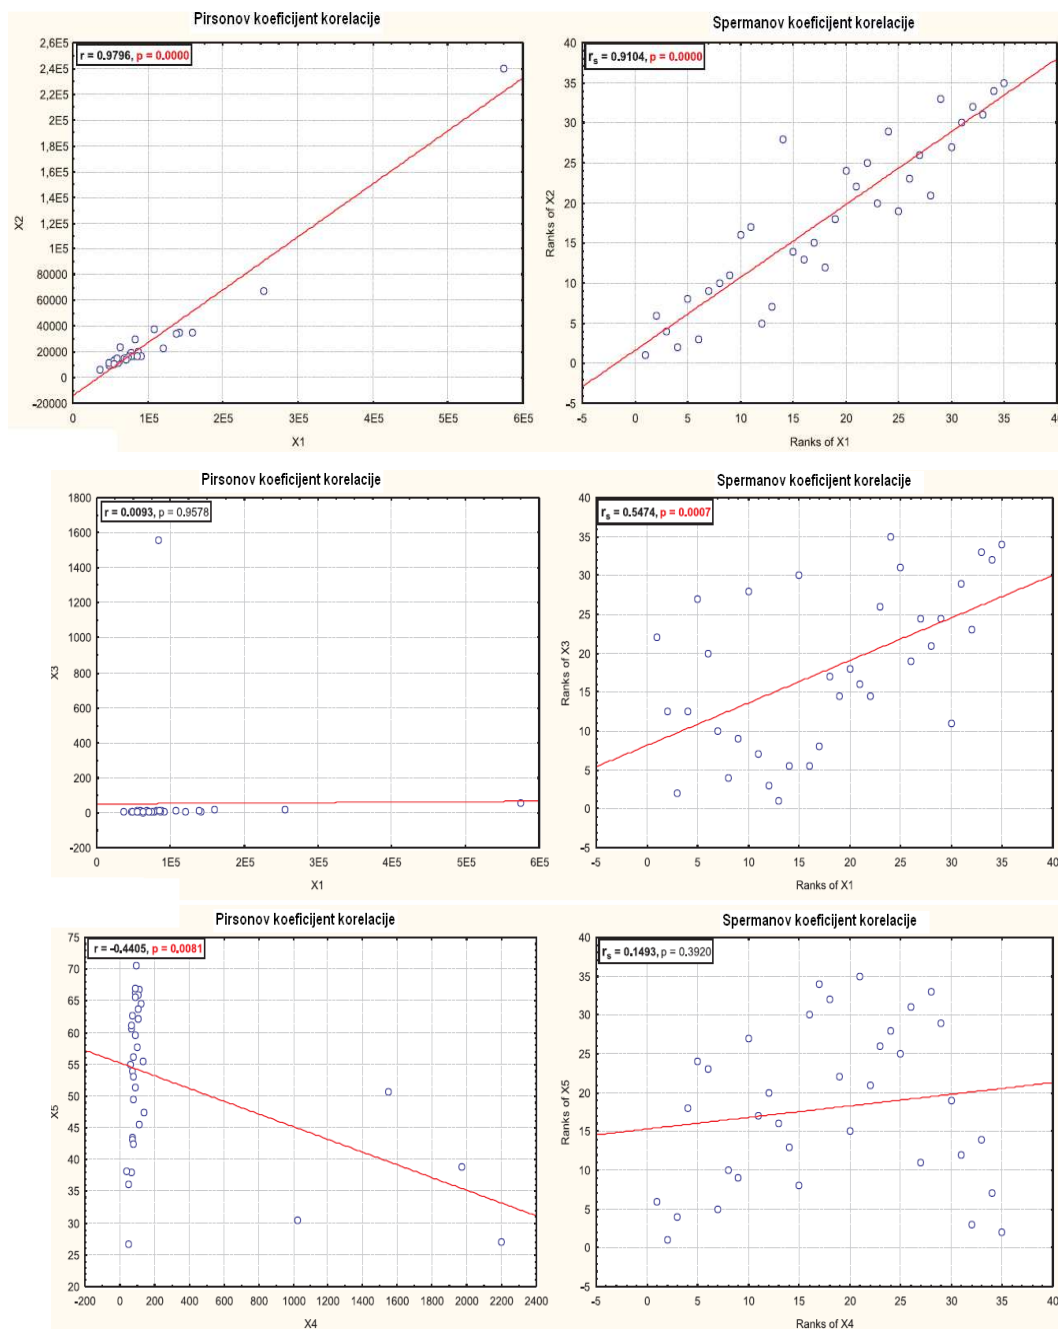 Pirsonov koeficijent korelacije
r = 0.9796, p = 0.0000
2,6E5
2,4E5
2,2E5
2E5
1,8E5
1,6E5
1,4E5
1,2E5
1E5
80000
60000
40000
20000
0
-20000
X2
0 1E5 2E5 3E5 4E5 5E5 6E5
X1
Spermanov koeficijent korelacije
rs = 0.9104, p = 0.0000
40
35
30
25
20
15
10
5
0
-5
Ranks of X2
-5 0 5 10 15 20 25 30 35 40
Ranks of X1
Pirsonov koeficijent korelacije
r = 0.0093, p = 0.9578
1800
1600
1400
1200
1000
800
600
400
200
0
-200
X3
0 1E5 2E5 3E5 4E5 5E5 6E5
X1
Spermanov koeficijent korelacije
rs = 0.5474, p = 0.0007
40
35
30
25
20
15
10
5
0
-5
Ranks of X3
-5 0 5 10 15 20 25 30 35 40
Ranks of X1
Pirsonov koeficijent korelacije
r = -0.4405, p = 0.0081
75
70
65
60
55
50
45
40
35
30
25
20
X5
-200 0 200 400 600 800 1000 1200 1400 1600 1800 2000 2200 2400
X4
Spermanov koeficijent korelacije
rs = 0.1493, p = 0.3920
40
35
30
25
20
15
10
5
0
-5
Ranks of X5
-5 0 5 10 15 20 25 30 35 40
Ranks of X4